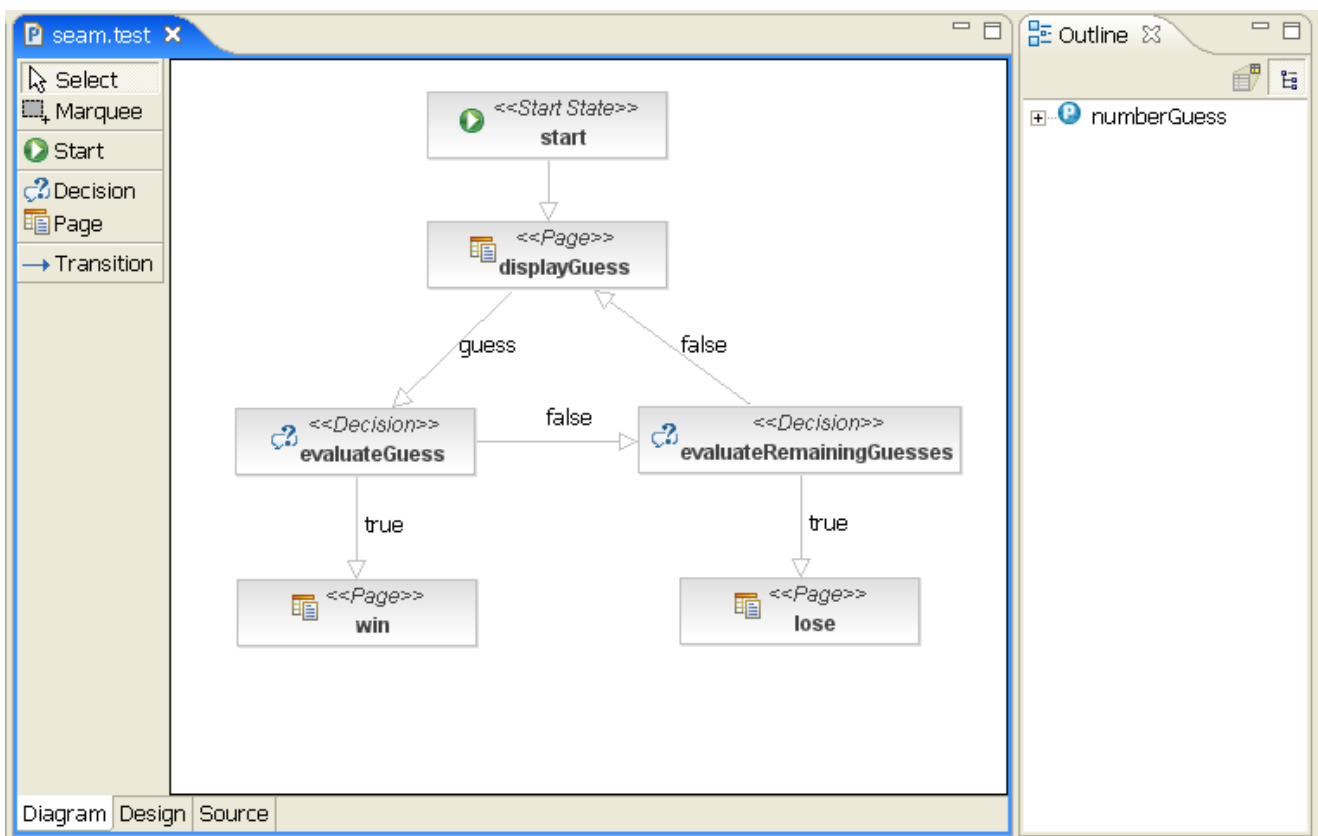 seam.test
Outline
Select
Marquee
Start
Decision
Page
Transition
<<Start State>>
start
<<Page>>
displayGuess
guess
false
<<Decision>>
evaluateGuess
false
<<Decision>>
evaluateRemainingGuesses
true
true
<<Page>>
win
<<Page>>
lose
numberGuess
Diagram
Design
Source